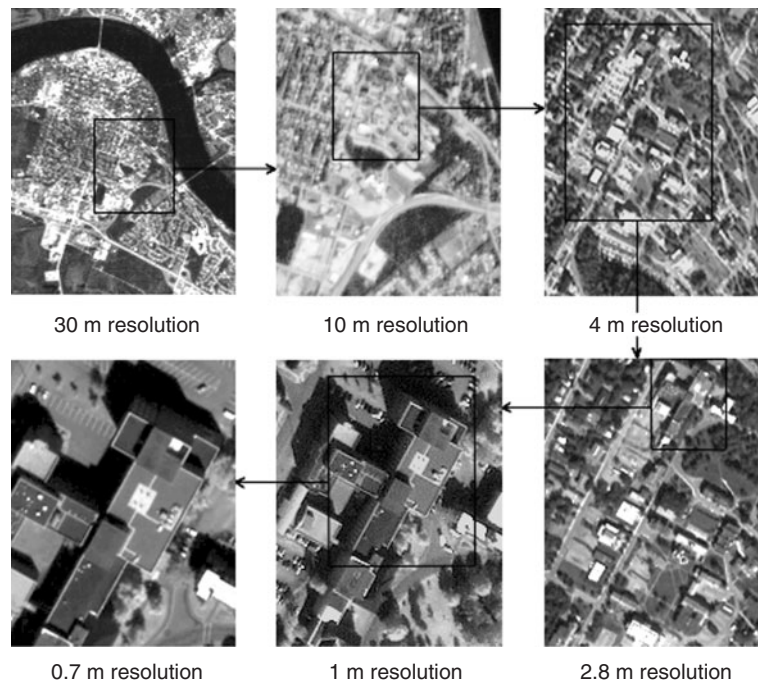 30 m resolution
10 m resolution
4 m resolution
0.7 m resolution
1 m resolution
2.8 m resolution